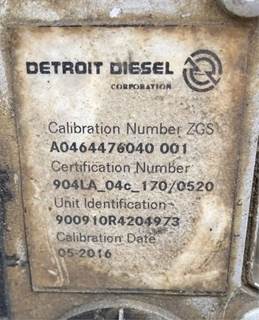 DETROIT DIESEL
CORPORATION
Calibration Number ZGS
A0464476040 001
Certification Number
904LA_04c_170/0520
Unit Identification
900910R4204973
Calibration Date
05-2016